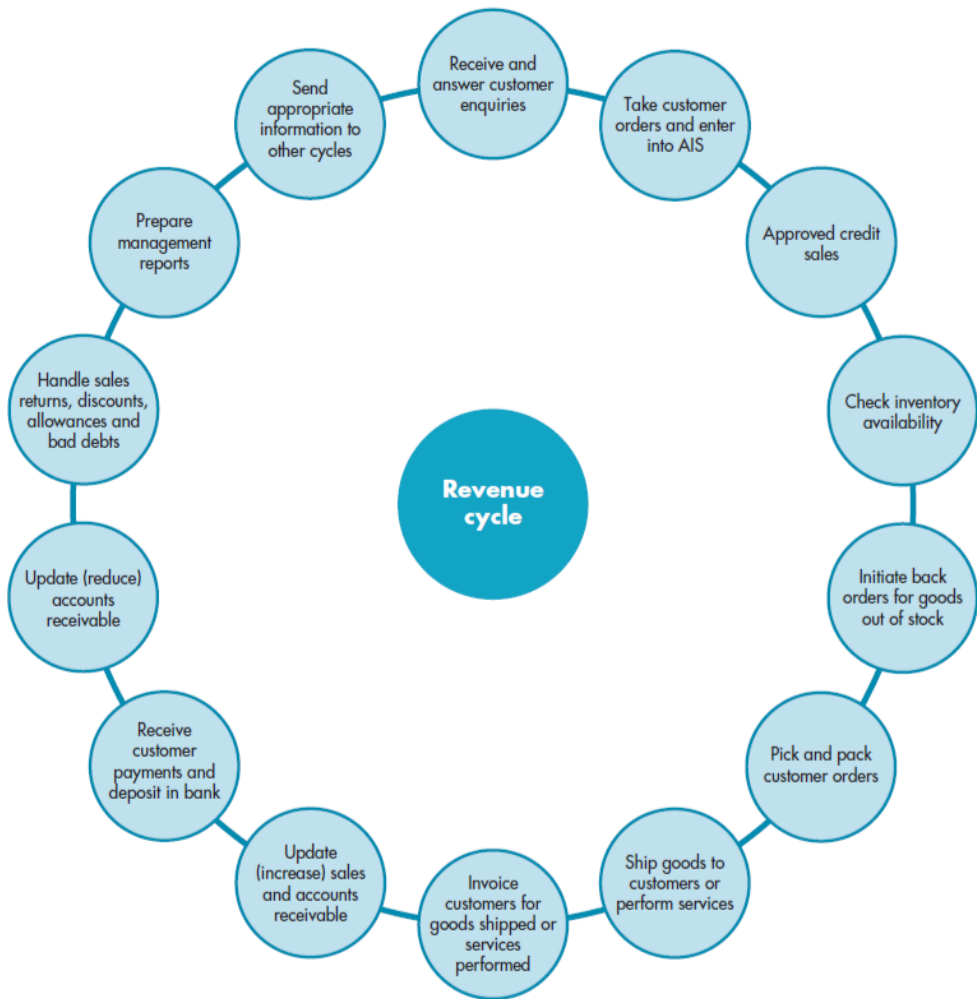 Receive and
answer customer
enquiries
Take customer
orders and enter
into AIS
Approved credit
sales
Check inventory
availability
Initiate back
orders for goods
out of stock
Pick and pack
customer orders
Ship goods to
customers or
perform services
Invoice
customers for
goods shipped or
services
performed
Update
(increase) sales
and accounts
receivable
Receive
customer
payments and
deposit in bank
Update (reduce)
accounts
receivable
Handle sales
returns, discounts,
allowances and
bad debts
Prepare
management
reports
Send
appropriate
information to
other cycles
Revenue
cycle